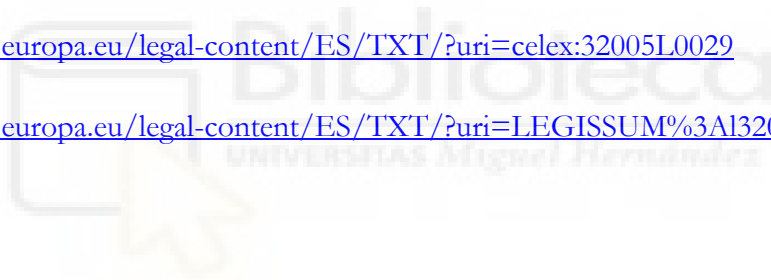 europa.eu/legal-content/ES/TXT/?uri=celex:32005L0029
Biblioteca
europa.eu/legal-content/ES/TXT/?uri=LEGISSUM%3Al320
UNIVERSITAS Miguel Hernández